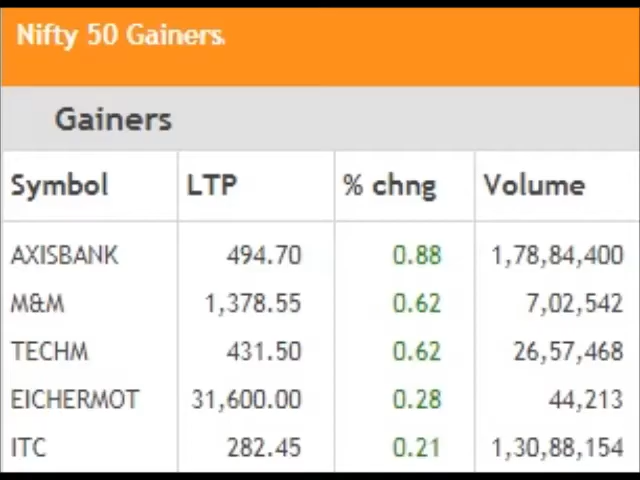 Nifty 50 Gainers
Gainers
Symbol LTP % chng Volume
AXISBANK 494.70 0.88 1,78,84,400
M&M 1,378.55 0.62 7,02,542
TECHM 431.50 0.62 26,57,468
EICHERMOT 31,600.00 0.28 44,213
ITC 282.45 0.21 1,30,88,154